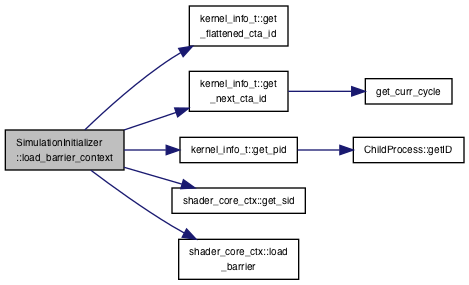 kernel_info_t::get
_flattened_cta_id
kernel_info_t::get
_next_cta_id
get_curr_cycle
SimulationInitializer
::load_barrier_context
kernel_info_t::get_pid
ChildProcess::getID
shader_core_ctx::get_sid
shader_core_ctx::load
_barrier